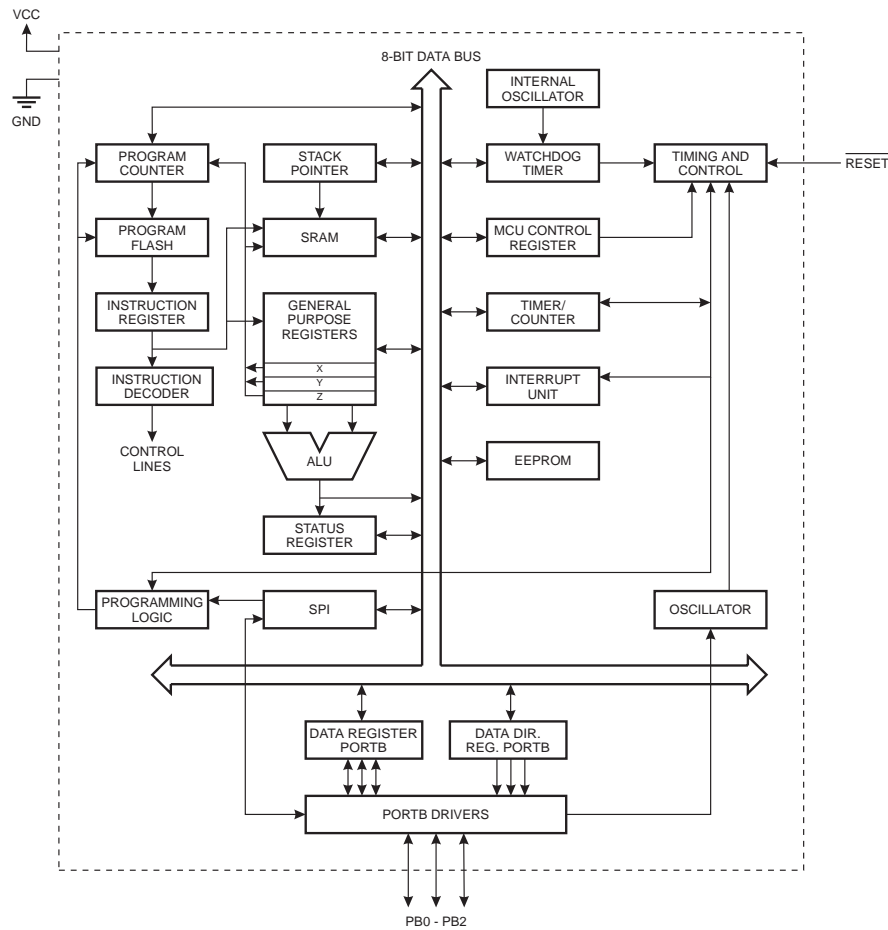 VCC
8-BIT DATA BUS
GND
INTERNAL
OSCILLATOR
PROGRAM
COUNTER
STACK
POINTER
WATCHDOG
TIMER
TIMING AND
CONTROL
RESET
PROGRAM
FLASH
SRAM
MCU CONTROL
REGISTER
INSTRUCTION
REGISTER
GENERAL
PURPOSE
REGISTERS
X
Y
Z
TIMER/
COUNTER
INSTRUCTION
DECODER
INTERRUPT
UNIT
CONTROL
LINES
ALU
EEPROM
STATUS
REGISTER
PROGRAMMING
LOGIC
SPI
OSCILLATOR
DATA REGISTER
PORTB
DATA DIR.
REG. PORTB
PORTB DRIVERS
PB0 - PB2